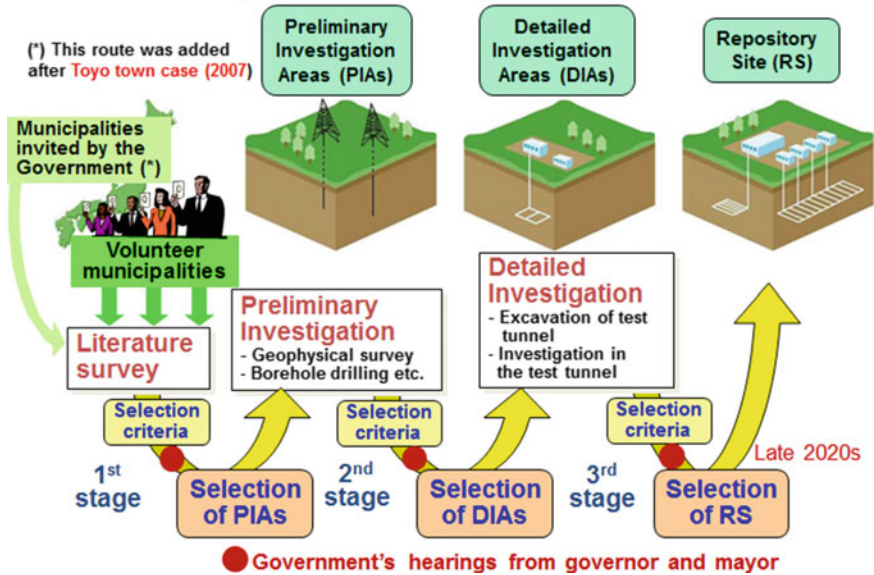 (*) This route was added
after Toyo town case (2007)
Preliminary
Investigation
Areas (PIAs)
Detailed
Investigation
Areas (DIAs)
Repository
Site (RS)
Municipalities
invited by the
Government (*)
Volunteer
municipalities
Literature
survey
Preliminary
Investigation
- Geophysical survey
- Borehole drilling etc.
Detailed
Investigation
- Excavation of test
tunnel
- Investigation in
the test tunnel
Selection
criteria
Selection
criteria
Selection
criteria
1st
stage
Selection
of PIAs
2nd
stage
Selection
of DIAs
3rd
stage
Selection
of RS
Late 2020s
Government's hearings from governor and mayor